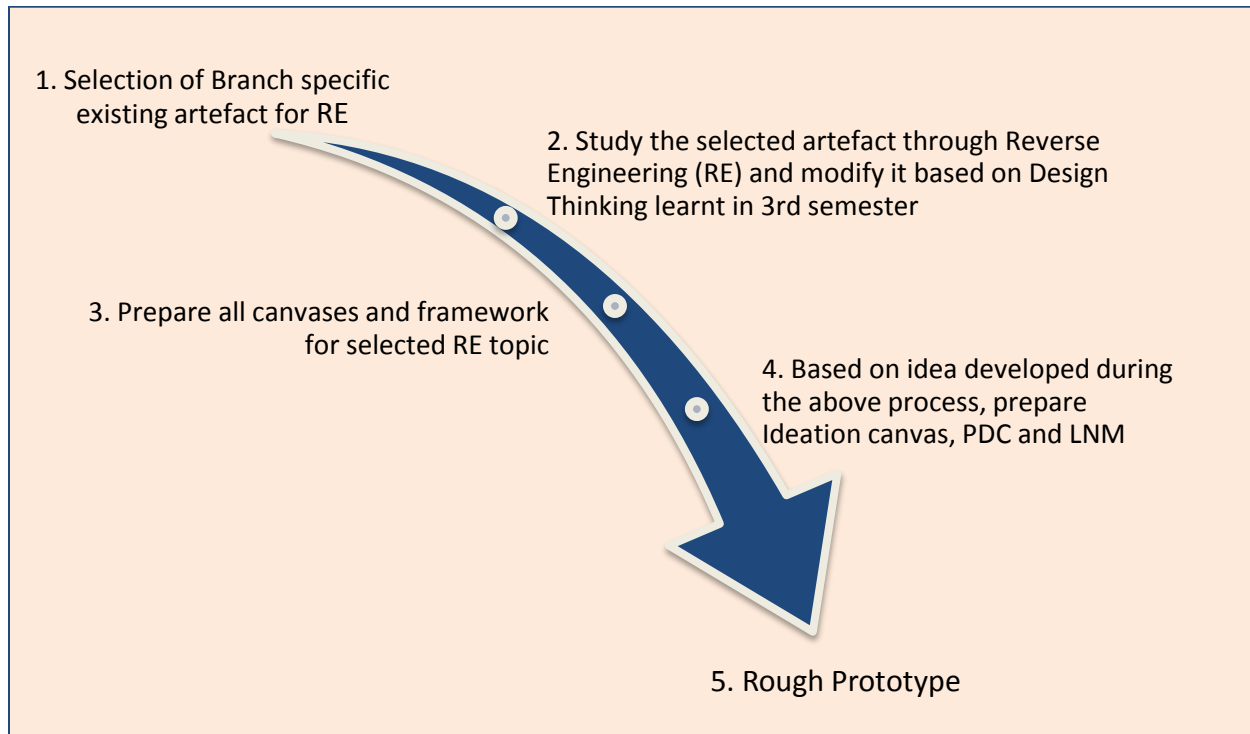 1. Selection of Branch specific
existing artefact for RE
2. Study the selected artefact through Reverse
Engineering (RE) and modify it based on Design
Thinking learnt in 3rd semester
3. Prepare all canvases and framework
for selected RE topic
4. Based on idea developed during
the above process, prepare
Ideation canvas, PDC and LNM
5. Rough Prototype